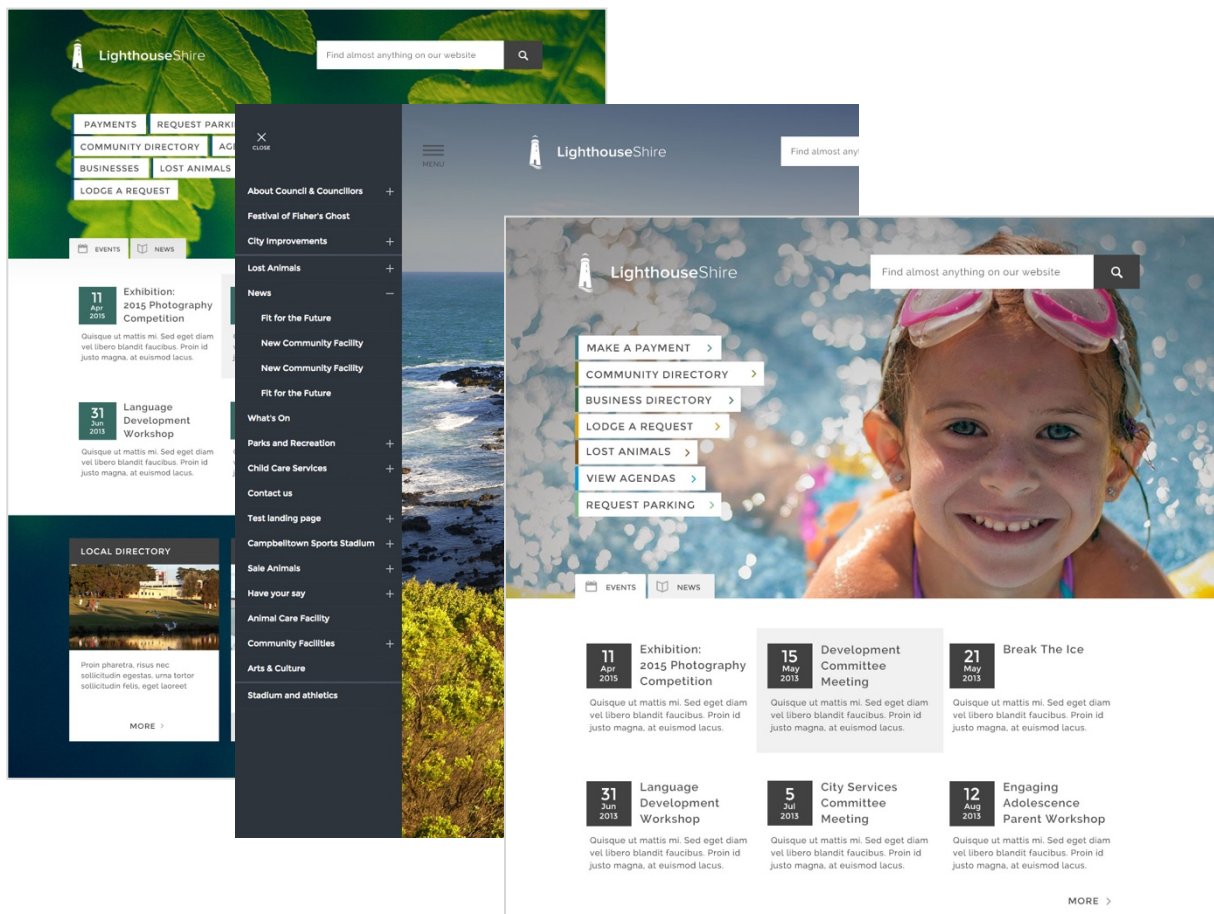 LighthouseShire
Find almost anything on our website
PAYMENTS
COMMUNITY DIRECTORY
BUSINESSES LOST ANIMALS
LODGE A REQUEST
EVENTS NEWS
11
Apr
2015
Exhibition:
2015 Photography
Competition
Quisque ut mattis mi. Sed eget diam
vel libero blandit faucibus. Proin id
justo magna, at euismod lacus.
31
Jun
2013
Language
Development
Workshop
Quisque ut mattis mi. Sed eget diam
vel libero blandit faucibus. Proin id
justo magna, at euismod lacus.
LOCAL DIRECTORY
Proin pharetra, risus nec
sollicitudin egestas, urna tortor
sollicitudin felis, eget laoreet
MORE >
CLOSE
MENU
LighthouseShire
Find almost
About Council & Councillors +
Festival of Fisher's Ghost
City Improvements +
Lost Animals +
News –
Fit for the Future
New Community Facility
New Community Facility
Fit for the Future
What's On
Parks and Recreation +
Child Care Services +
Contact us
Test landing page +
Campbelltown Sports Stadium +
Sale Animals +
Have your say +
Animal Care Facility
Community Facilities +
Arts & Culture
Stadium and athletics
LighthouseShire
Find almost anything on our website
MAKE A PAYMENT >
COMMUNITY DIRECTORY >
BUSINESS DIRECTORY >
LODGE A REQUEST >
LOST ANIMALS >
VIEW AGENDAS >
REQUEST PARKING >
EVENTS NEWS
11
Apr
2015
Exhibition:
2015 Photography
Competition
Quisque ut mattis mi. Sed eget diam
vel libero blandit faucibus. Proin id
justo magna, at euismod lacus.
15
May
2013
Development
Committee
Meeting
Quisque ut mattis mi. Sed eget diam
vel libero blandit faucibus. Proin id
justo magna, at euismod lacus.
21
May
2013
Break The Ice
Quisque ut mattis mi. Sed eget diam
vel libero blandit faucibus. Proin id
justo magna, at euismod lacus.
31
Jun
2013
Language
Development
Workshop
Quisque ut mattis mi. Sed eget diam
vel libero blandit faucibus. Proin id
justo magna, at euismod lacus.
5
Jul
2013
City Services
Committee
Meeting
Quisque ut mattis mi. Sed eget diam
vel libero blandit faucibus. Proin id
justo magna, at euismod lacus.
12
Aug
2013
Engaging
Adolescence
Parent Workshop
Quisque ut mattis mi. Sed eget diam
vel libero blandit faucibus. Proin id
justo magna, at euismod lacus.
MORE >